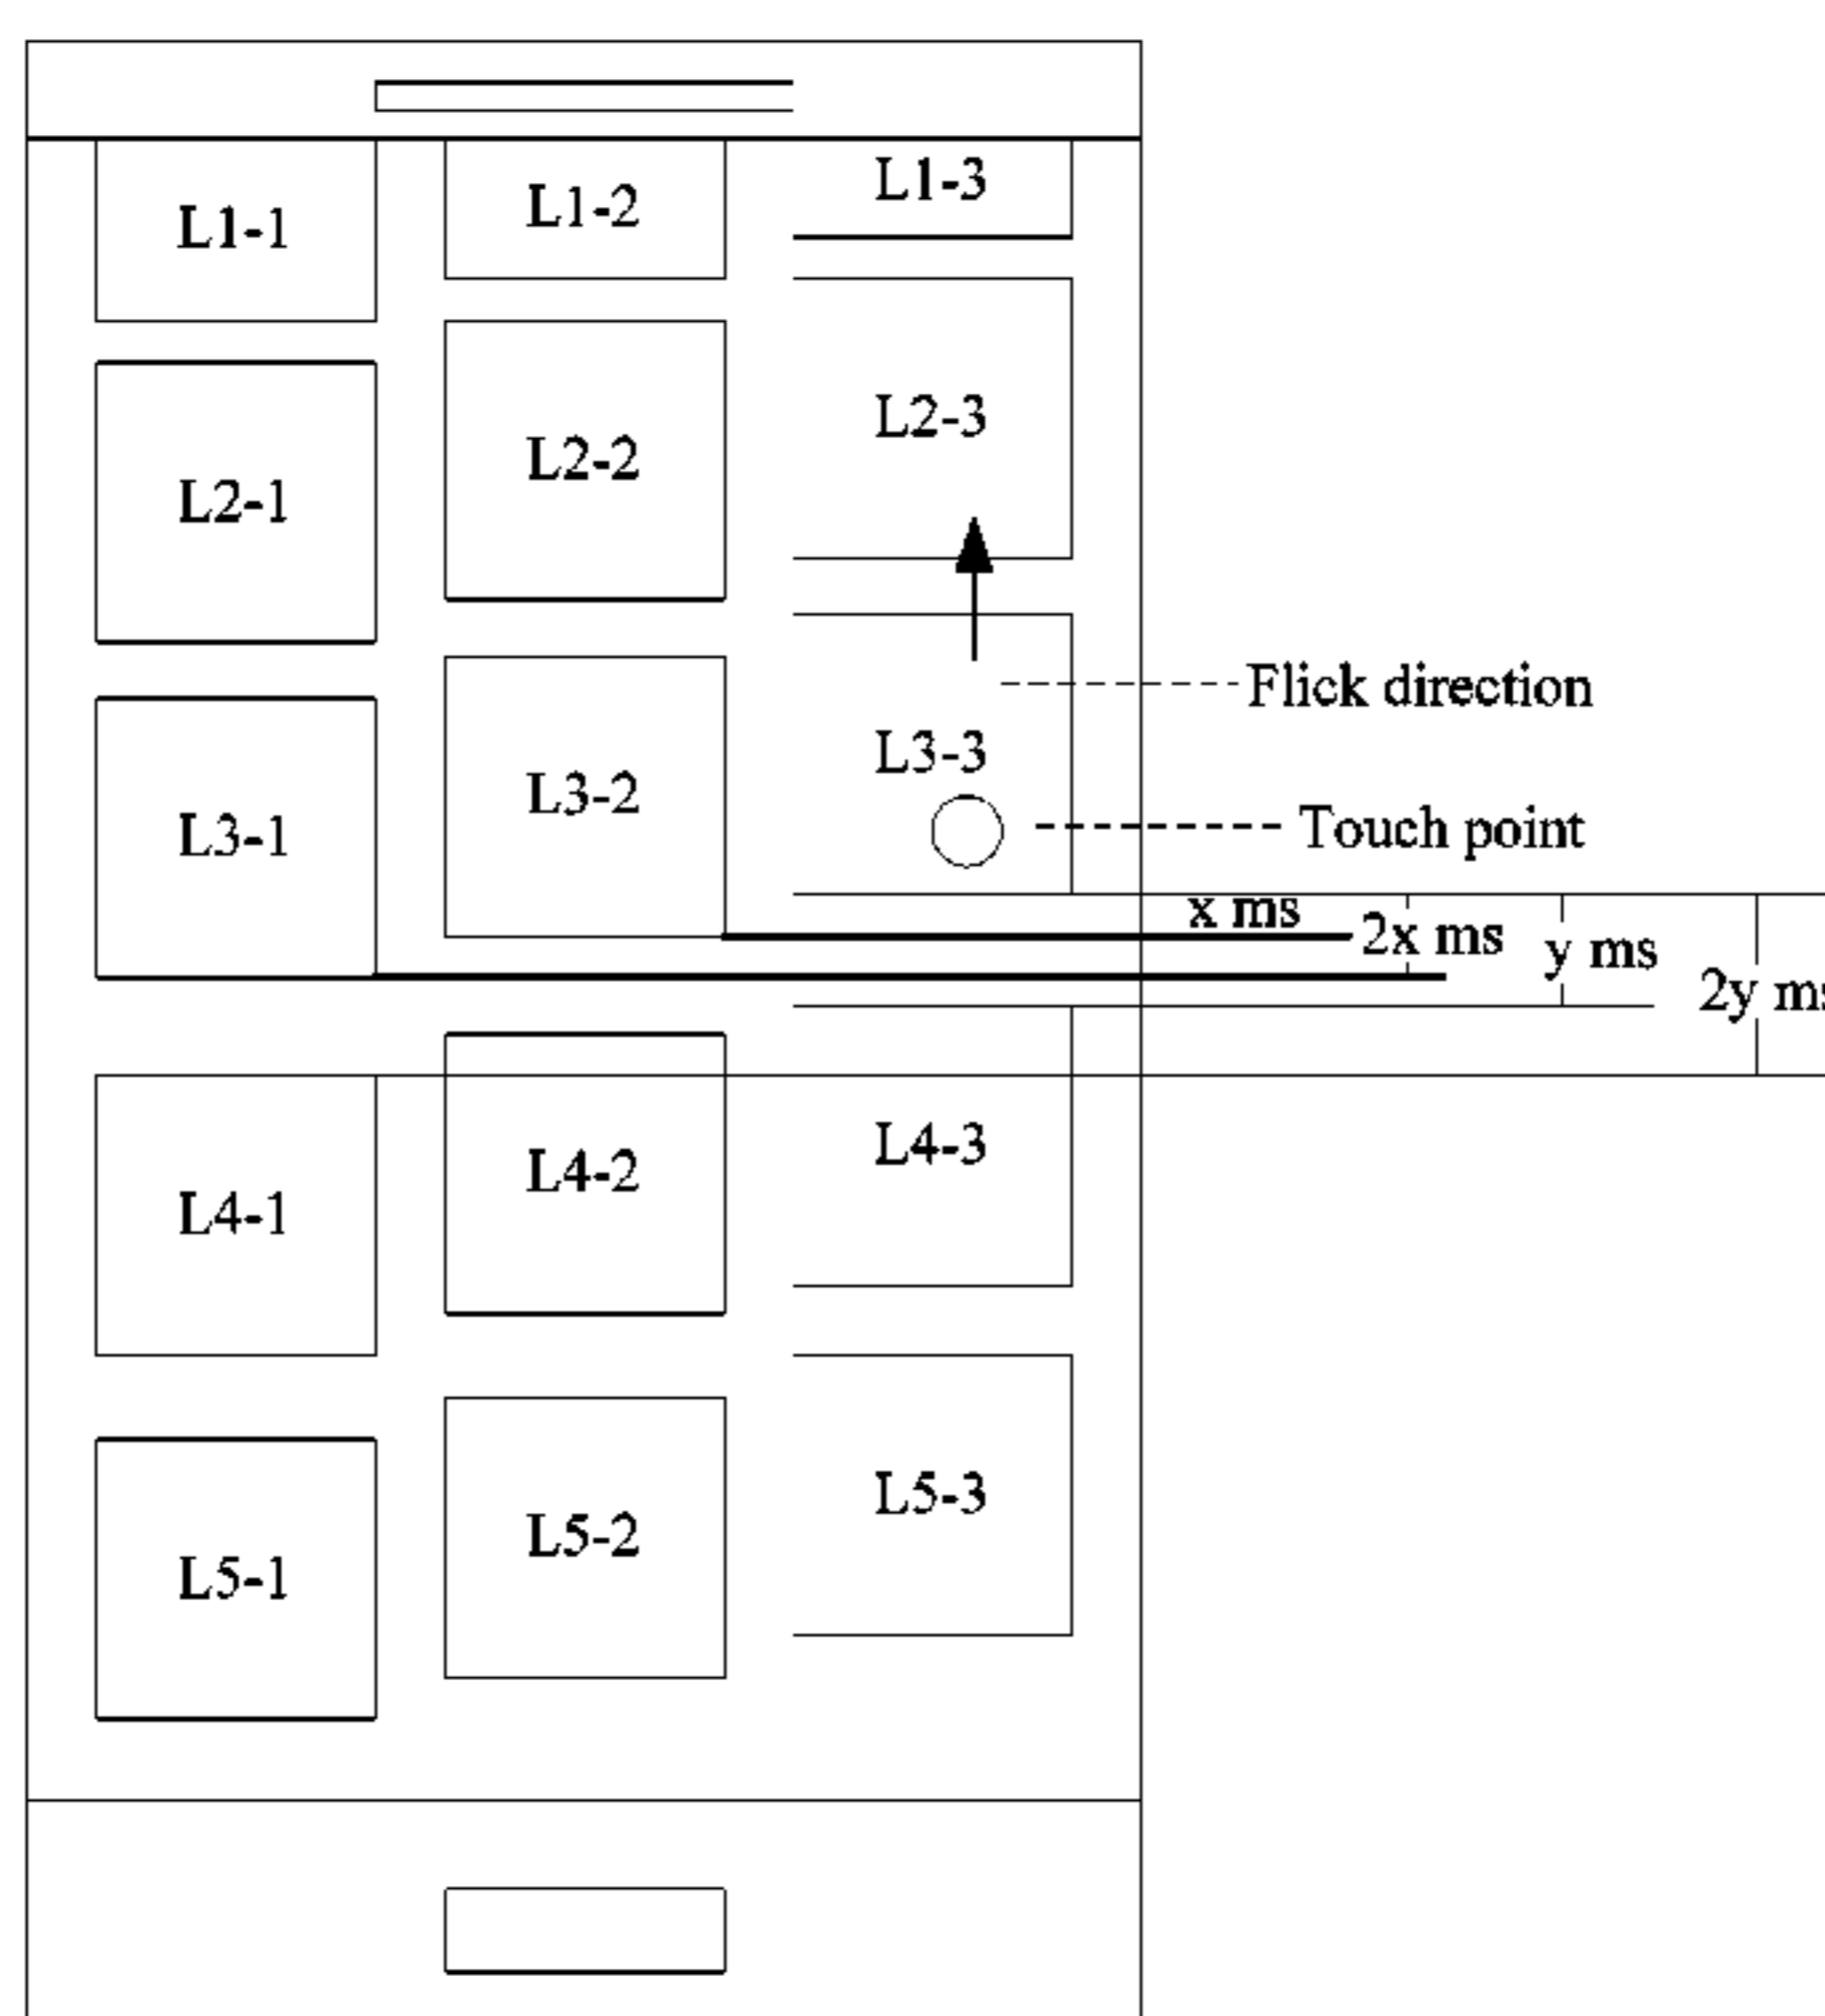 L1-1
L1-2
L1-3
L2-1
L2-2
L2-3
Flick direction
L3-1
L3-2
L3-3
Touch point
x ms
2x ms
y ms
2y ms
L4-1
L4-2
L4-3
L5-1
L5-2
L5-3